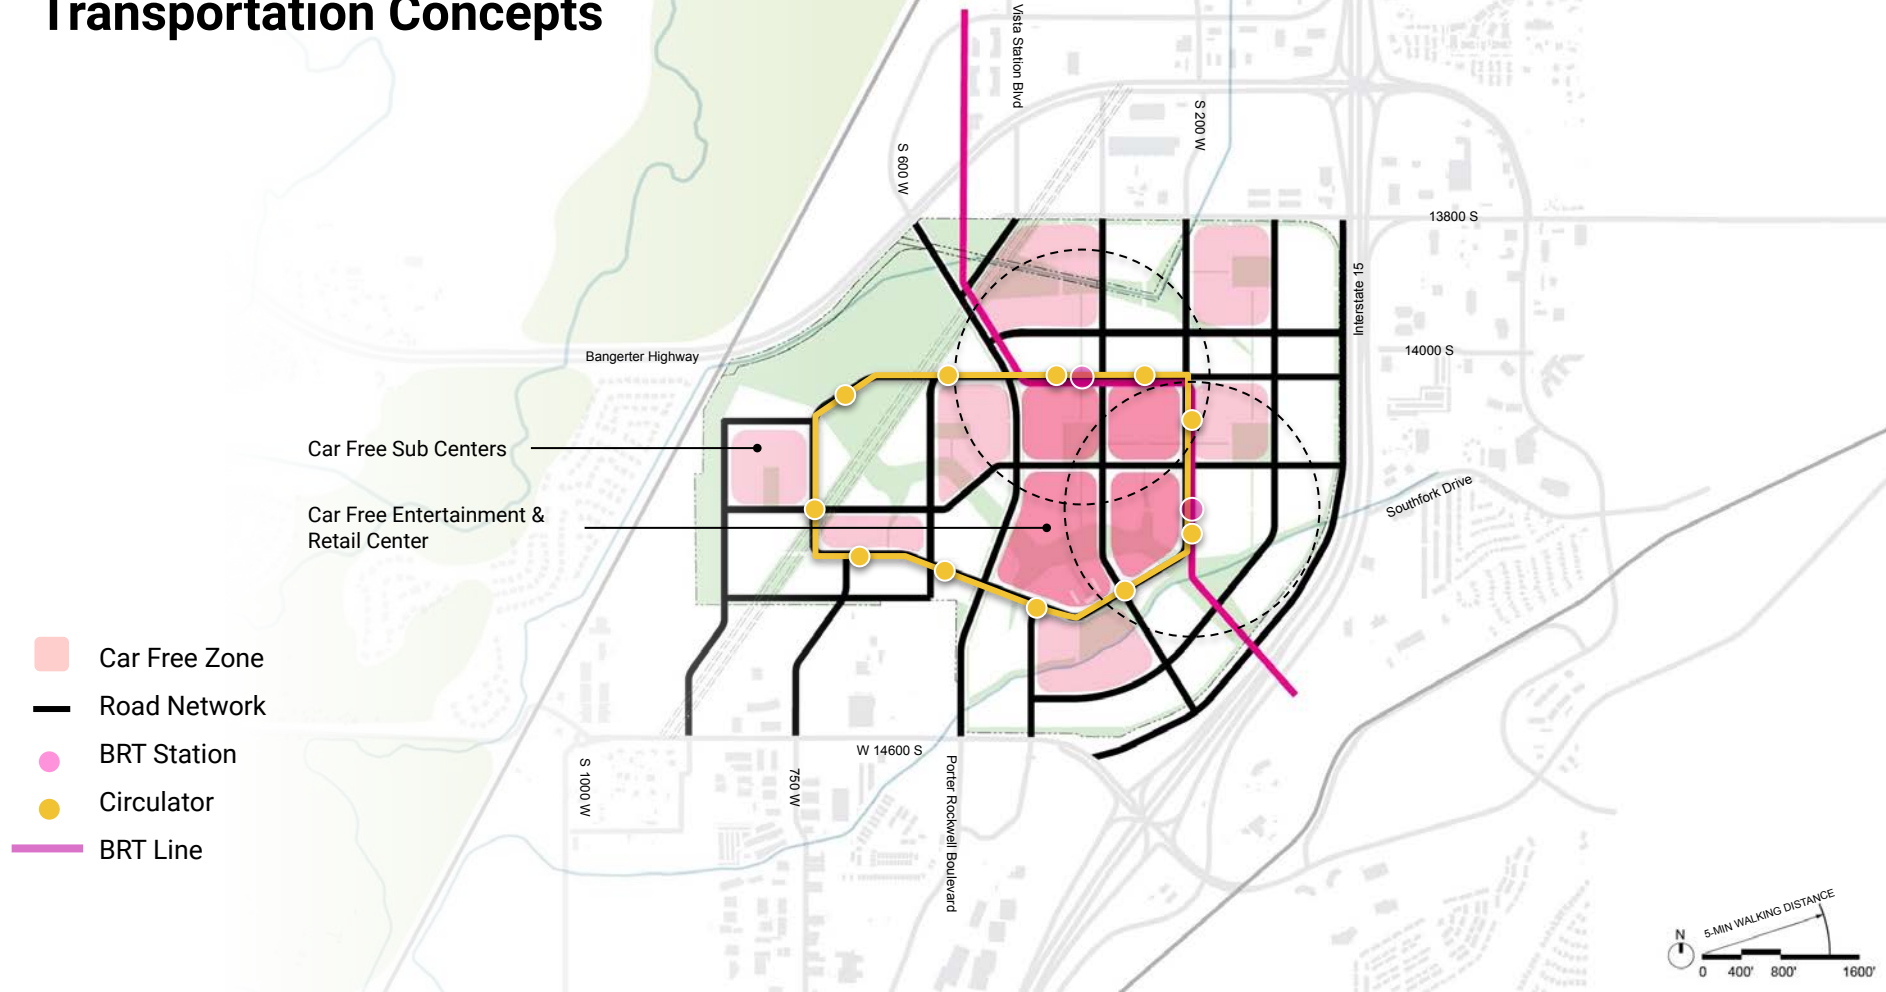 Transportation Concepts
Vista Station Blvd
S 200 W
S 600 W
13800 S
Interstate 15
14000 S
Bangerter Highway
Car Free Sub Centers
Southfork Drive
Car Free Entertainment &
Retail Center
Car Free Zone
Road Network
BRT Station
Circulator
BRT Line
W 14600 S
S 1000 W
750 W
Porter Rockwell Boulevard
5-MIN WALKING DISTANCE
N
0 400' 800' 1600'